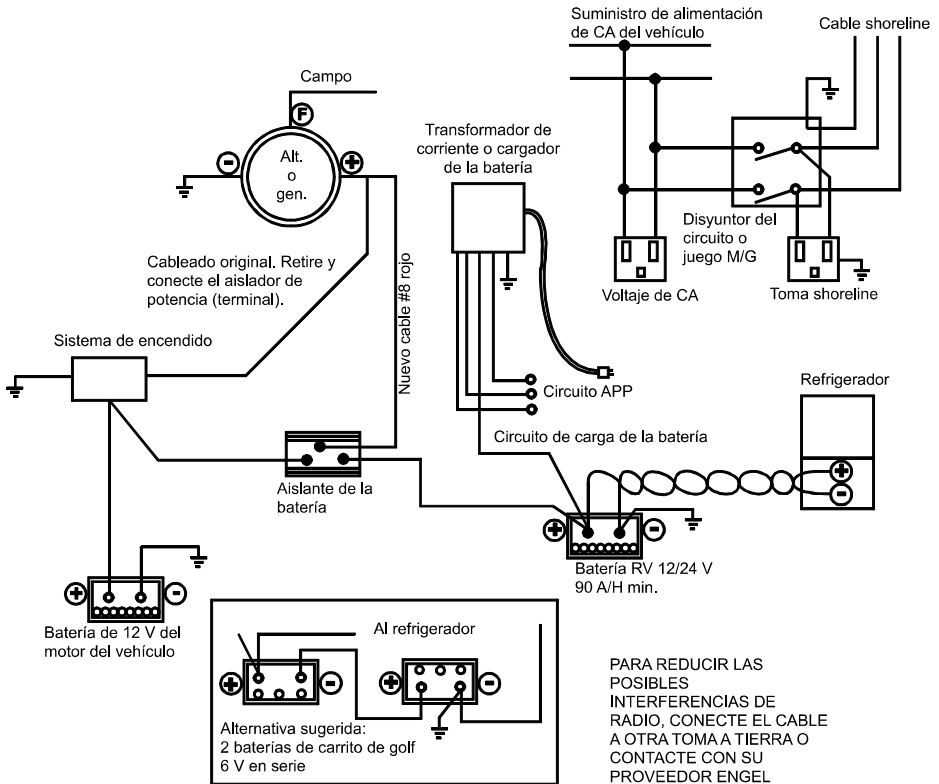 Suministro de alimentación
de CA del vehículo
Cable shoreline
Campo
F
Alt.
o
gen.
-
+
Transformador de
corriente o cargador
de la batería
Disyuntor del
circuito o
juego M/G
Voltaje de CA
Toma shoreline
Cableado original. Retire y
conecte el aislador de
potencia (terminal).
Nuevo cable #8 rojo
Sistema de encendido
Circuito APP
Refrigerador
+
-
Circuito de carga de la batería
Aislante de la
batería
+
-
Batería RV 12/24 V
90 A/H min.
+
-
Batería de 12 V del
motor del vehículo
Al refrigerador
+
-
+
-
Alternativa sugerida:
2 baterías de carrito de golf
6 V en serie
PARA REDUCIR LAS
POSIBLES
INTERFERENCIAS DE
RADIO, CONECTE EL CABLE
A OTRA TOMA A TIERRA O
CONTACTE CON SU
PROVEEDOR ENGEL